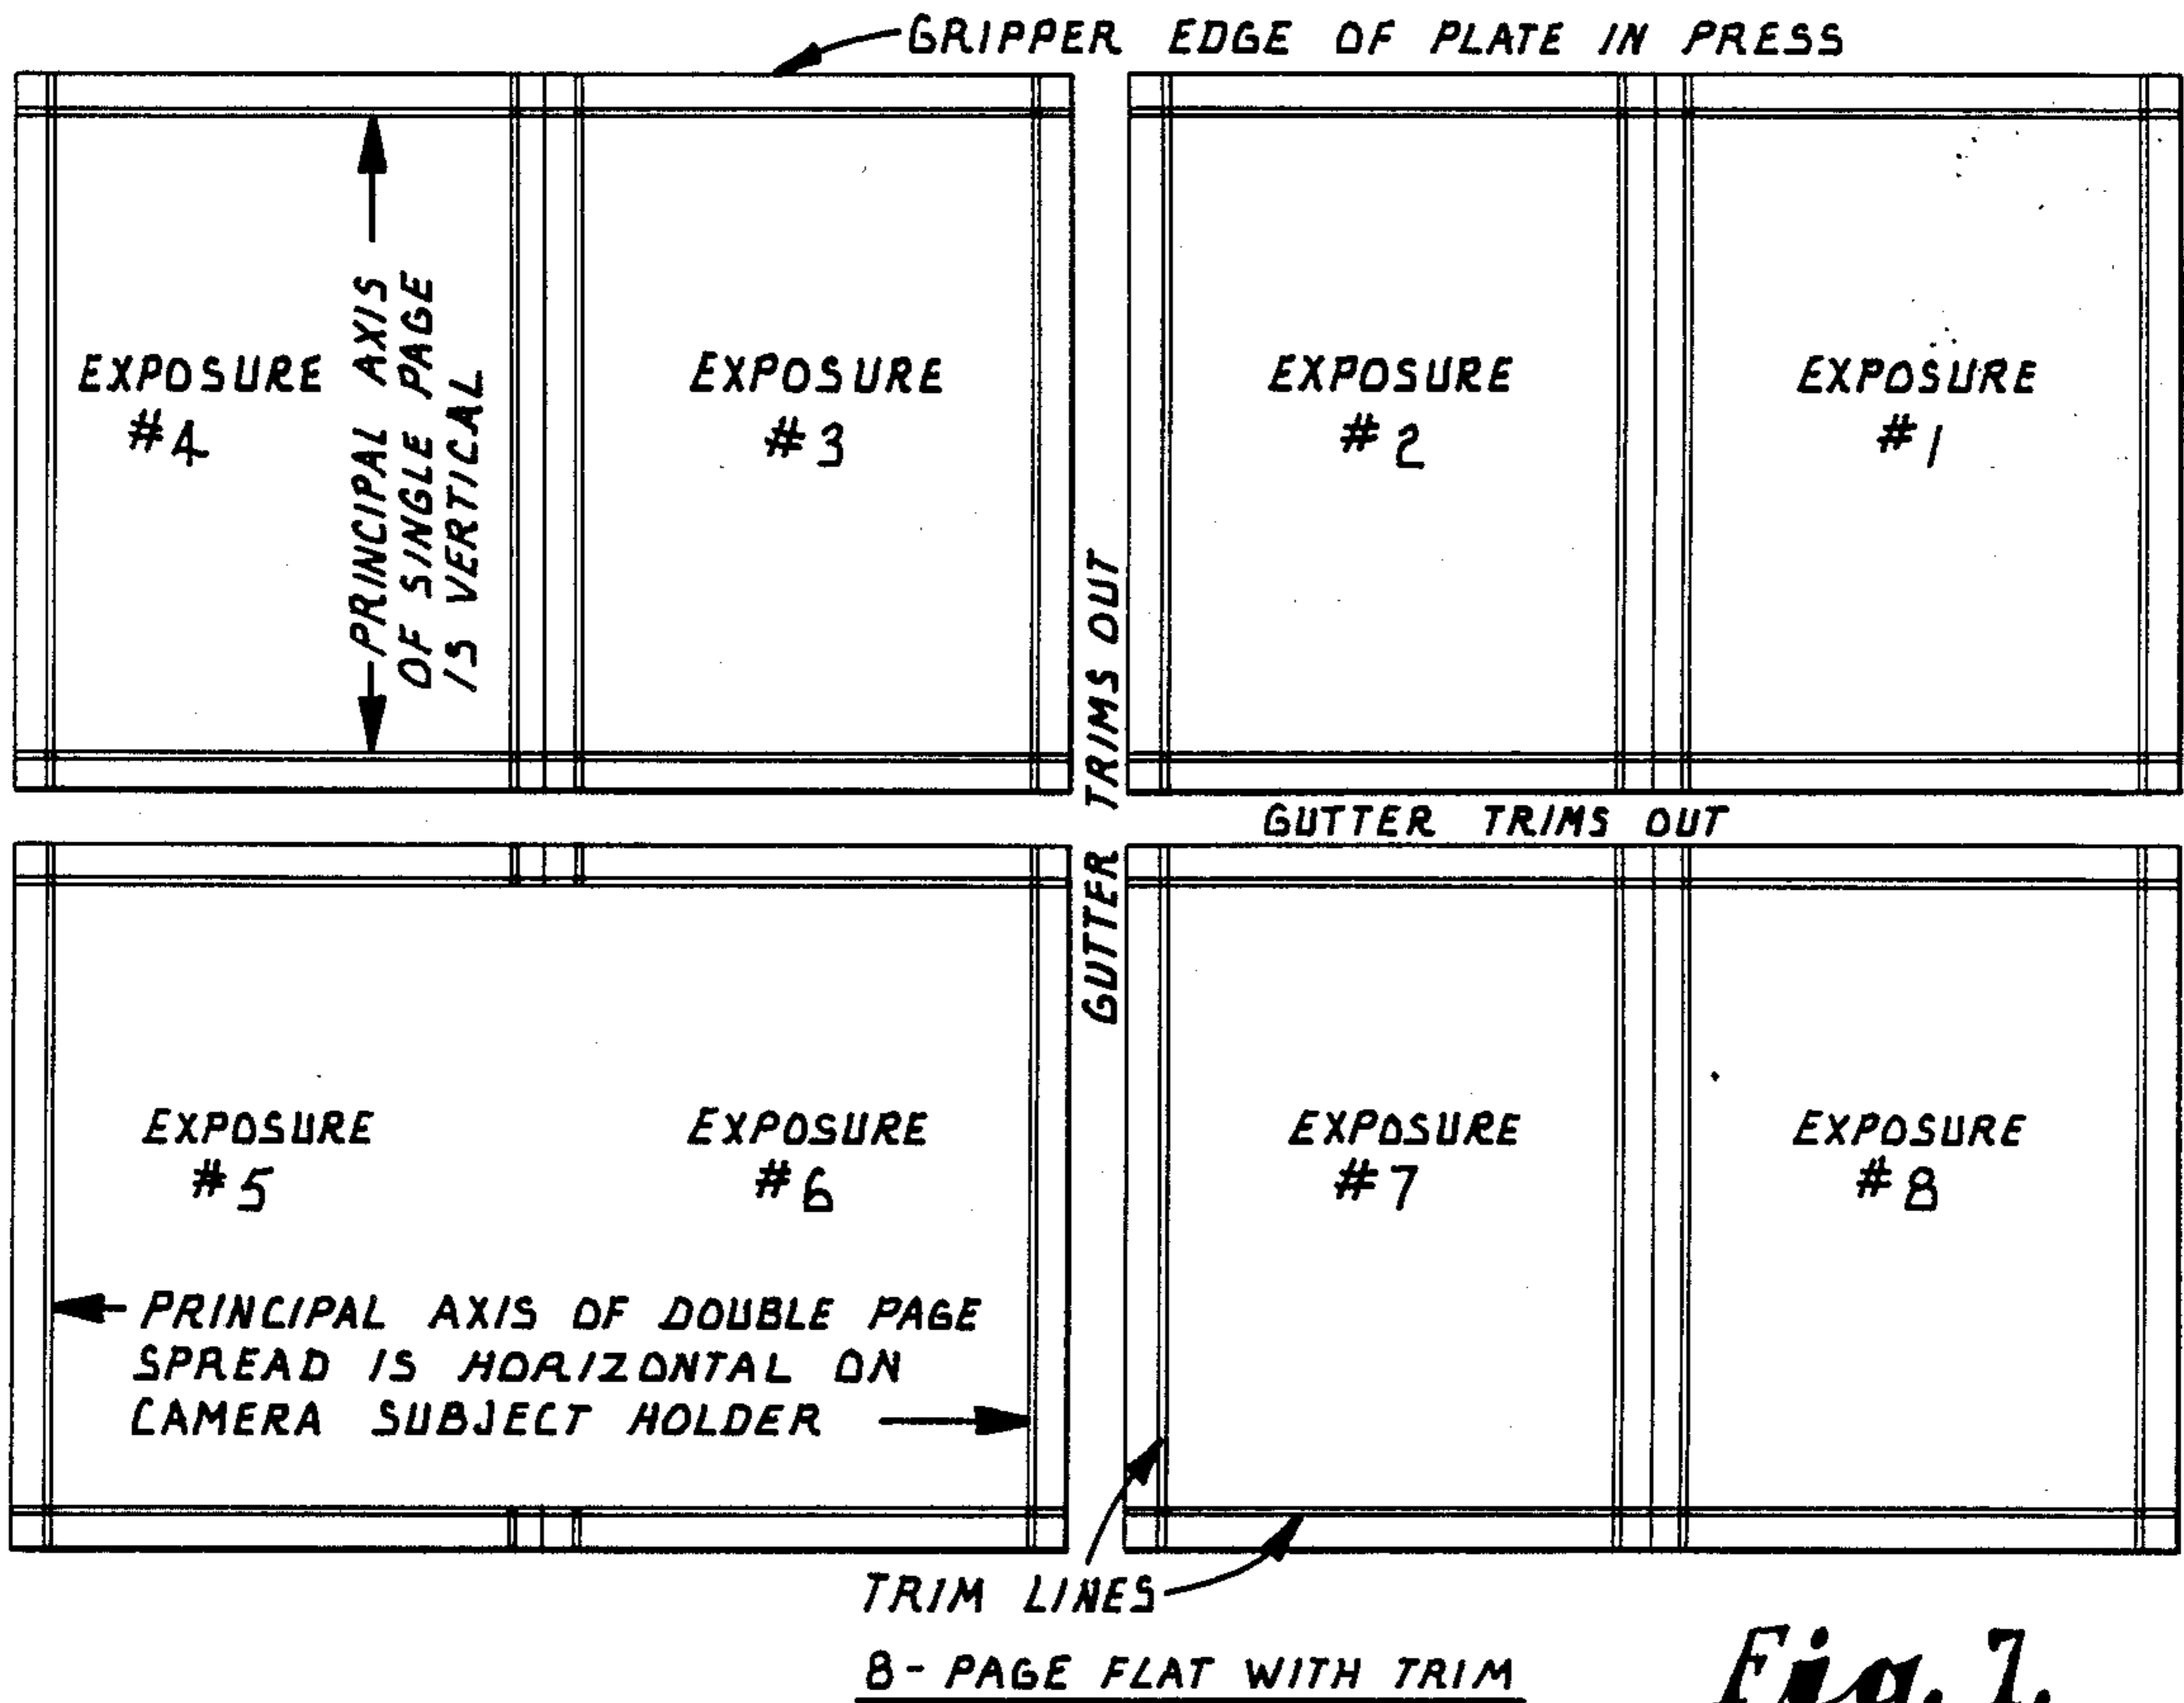 GRIPPER EDGE OF PLATE IN PRESS
EXPOSURE
#4
PRINCIPAL AXIS
OF SINGLE PAGE
IS VERTICAL
EXPOSURE
#3
EXPOSURE
#2
EXPOSURE
#1
GUTTER TRIMS OUT
GUTTER TRIMS OUT
EXPOSURE
#5
EXPOSURE
#6
EXPOSURE
#7
EXPOSURE
#8
PRINCIPAL AXIS OF DOUBLE PAGE
SPREAD IS HORIZONTAL ON
CAMERA SUBJECT HOLDER
TRIM LINES
8- PAGE FLAT WITH TRIM
Fig. 7.